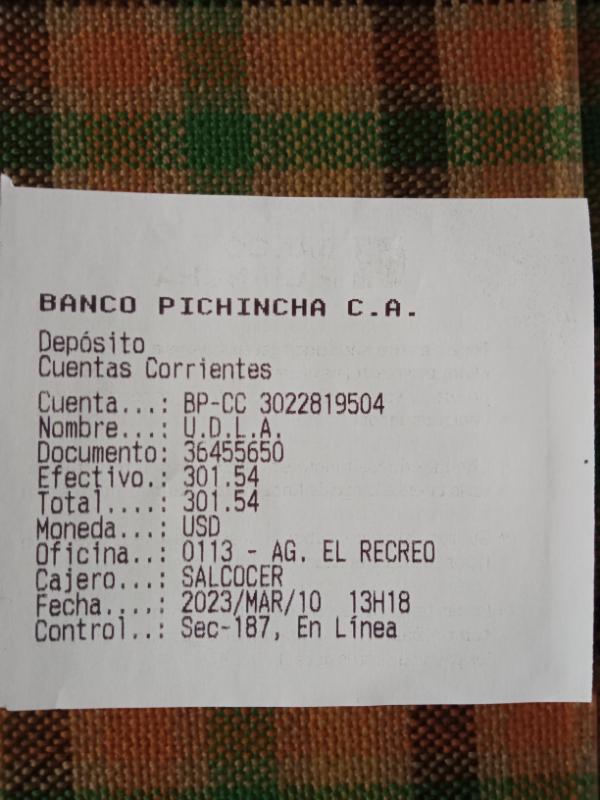 BANCO PICHINCHA C.A.
Depósito
Cuentas Corrientes
Cuenta...: BP-CC 3022819504
Nombre...: U.D.L.A.
Documento: 36455650
Efectivo.: 301.54
Total....: 301.54
Moneda...: USD
Oficina..: 0113 - AG. EL RECREO
Cajero...: SALCOCER
Fecha....: 2023/MAR/10 13H18
Control..: Sec-187, En Línea